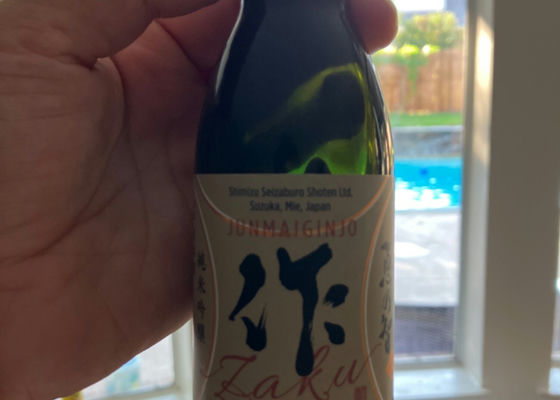 Shimizu Seizaburo Shoten Ltd.
Suzuka, Mie, Japan
JUNMAIGINJO
純米吟醸
作
Zaku